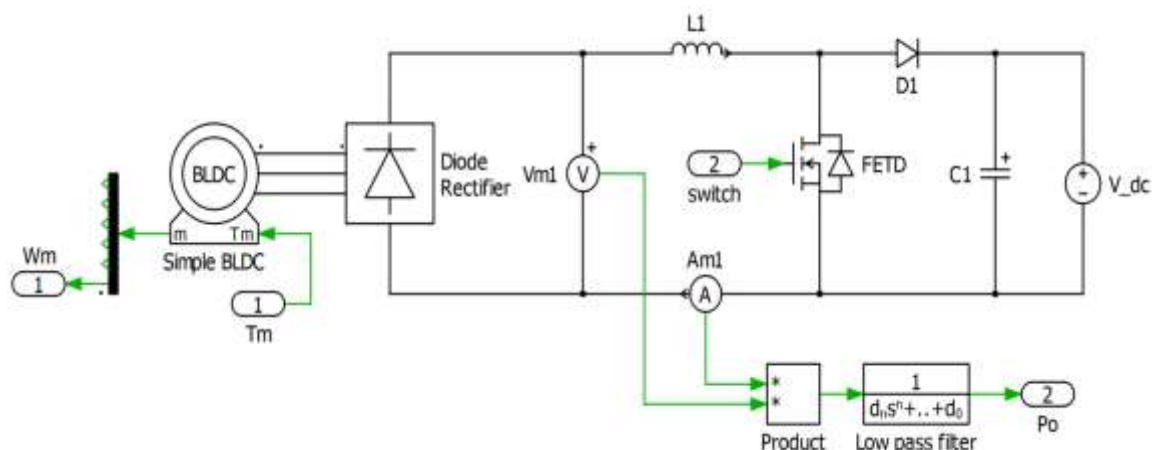 L1
D1
BLDC
m
Tm
Simple BLDC
Diode
Rectifier
Vm1
+
V
2
switch
FETD
C1
+
+
−
V_dc
Wm
1
1
Tm
Am1
A
*
*
Product
1
dₙsⁿ+..+d₀
Low pass filter
2
Po